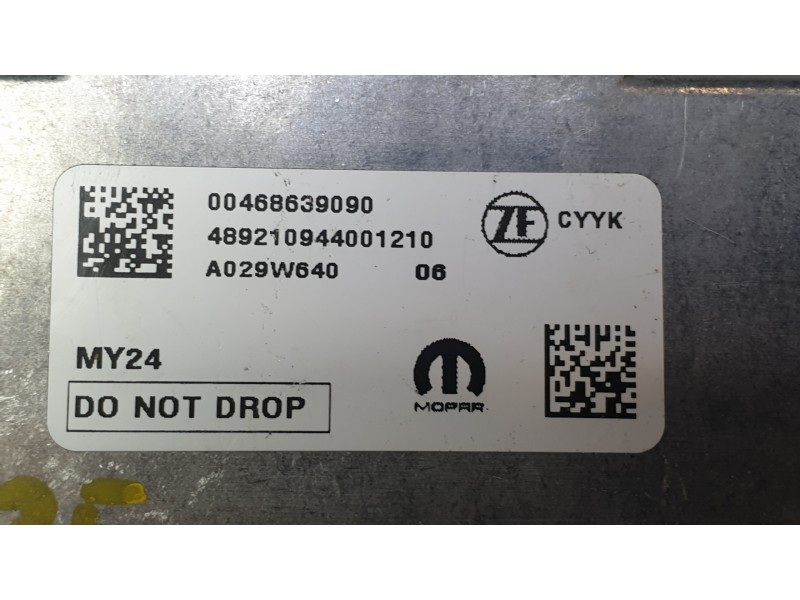 00468639090
489210944001210
A029W640 06
ZF CYYK
MY24
DO NOT DROP
MOPAR